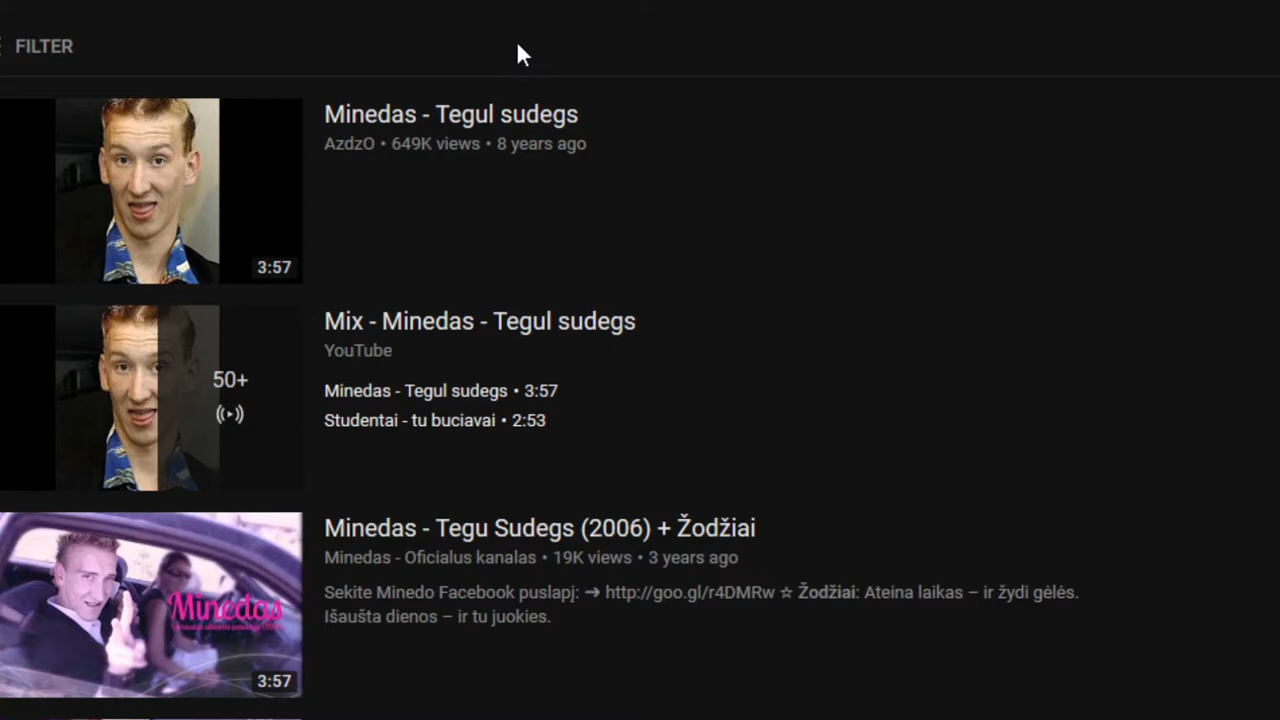 FILTER
Minedas - Tegul sudegs
AzdzO • 649K views • 8 years ago
3:57
Mix - Minedas - Tegul sudegs
YouTube
50+
Minedas - Tegul sudegs • 3:57
Studentai - tu buciavai • 2:53
Minedas - Tegu Sudegs (2006) + Žodžiai
Minedas - Oficialus kanalas • 19K views • 3 years ago
Sekite Minedo Facebook puslapį: ➜ http://goo.gl/r4DMRw ☆ Žodžiai: Ateina laikas – ir žydi gėlės.
Išaušta dienos – ir tu juokies.
Minedas
3:57